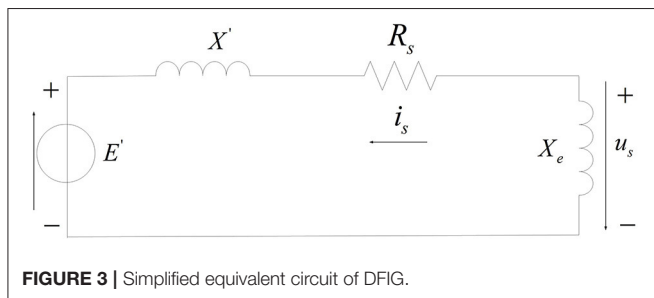 X'
R_s
+
+
i_s
E'
X_e
u_s
−
−
FIGURE 3 | Simplified equivalent circuit of DFIG.